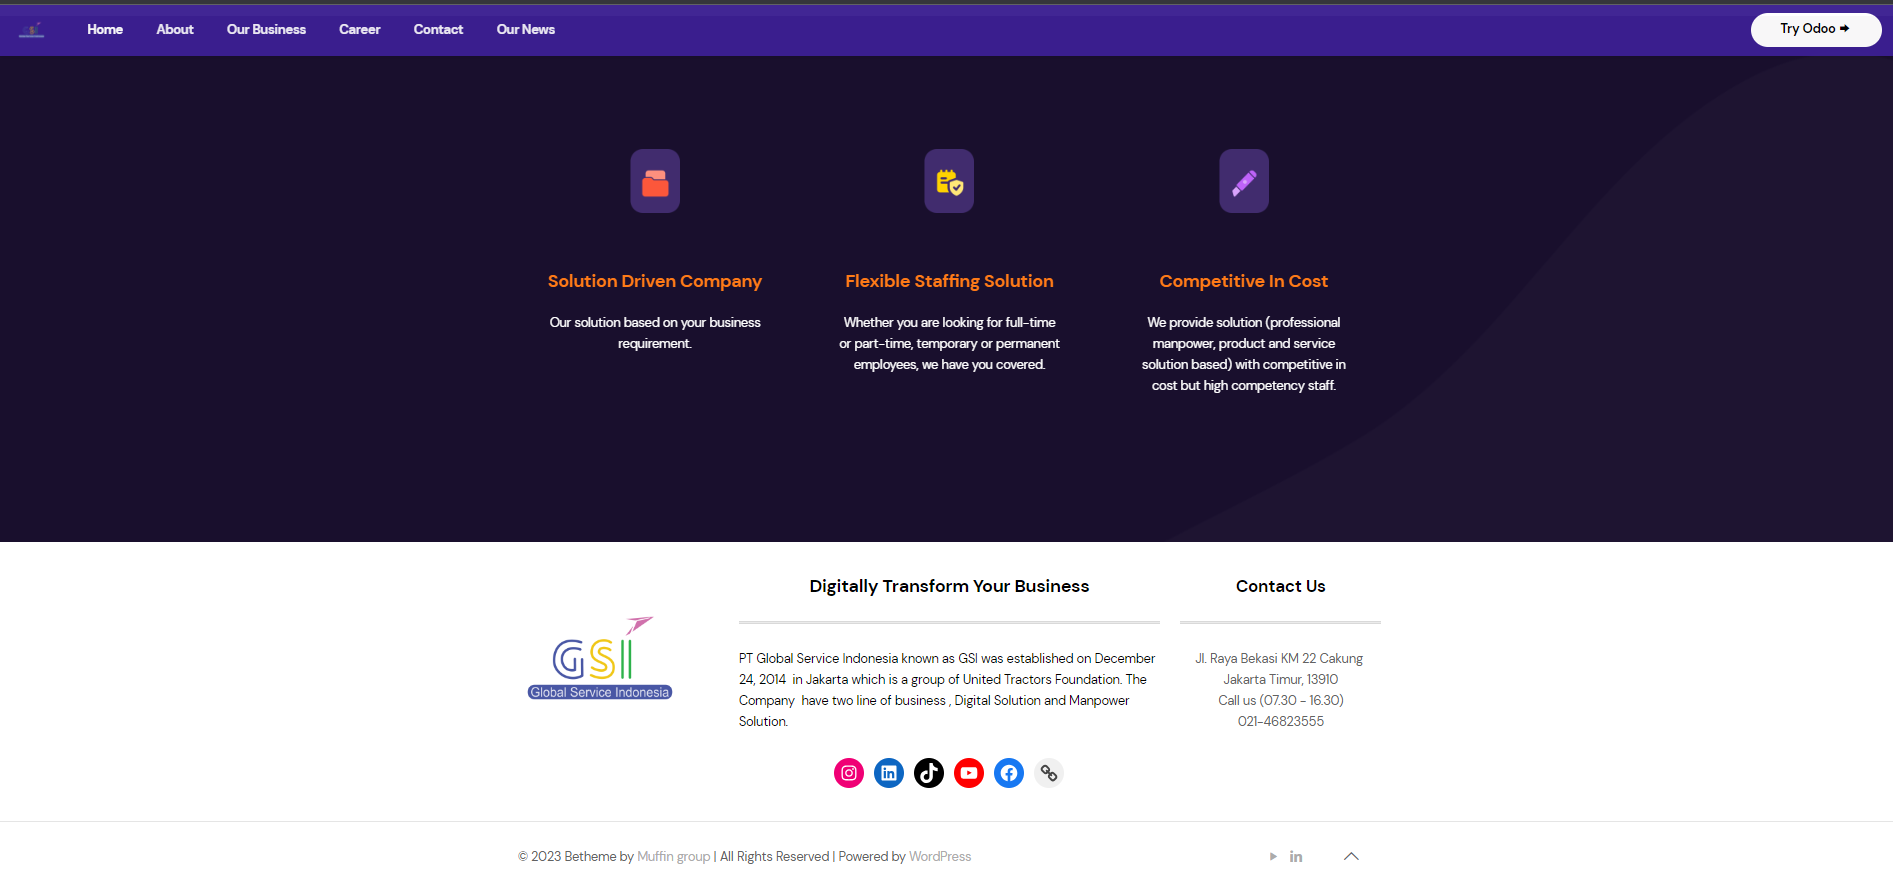 Home About Our Business Career Contact Our News Try Odoo
Solution Driven Company
Our solution based on your business
requirement.
Flexible Staffing Solution
Whether you are looking for full-time
or part-time, temporary or permanent
employees, we have you covered.
Competitive In Cost
We provide solution (professional
manpower, product and service
solution based) with competitive in
cost but high competency staff.
GSI
Global Service Indonesia
Digitally Transform Your Business
PT Global Service Indonesia known as GSI was established on December
24, 2014 in Jakarta which is a group of United Tractors Foundation. The
Company have two line of business , Digital Solution and Manpower
Solution.
Contact Us
Jl. Raya Bekasi KM 22 Cakung
Jakarta Timur, 13910
Call us (07.30 - 16.30)
021-46823555
© 2023 Betheme by Muffin group | All Rights Reserved | Powered by WordPress